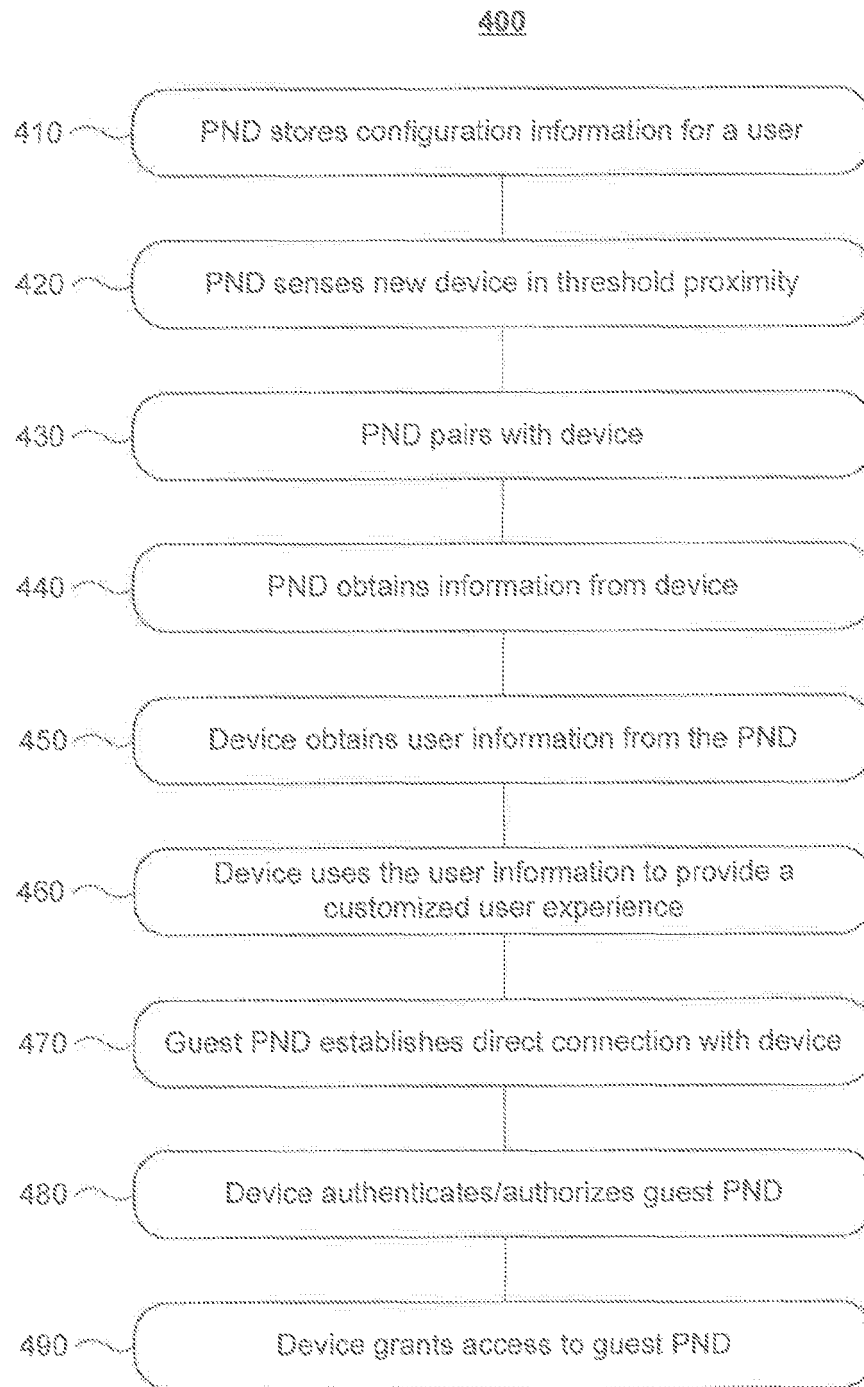 400
410 PND stores configuration information for a user
420 PND senses new device in threshold proximity
430 PND pairs with device
440 PND obtains information from device
450 Device obtains user information from the PND
460 Device uses the user information to provide a
customized user experience
470 Guest PND establishes direct connection with device
480 Device authenticates/authorizes guest PND
490 Device grants access to guest PND